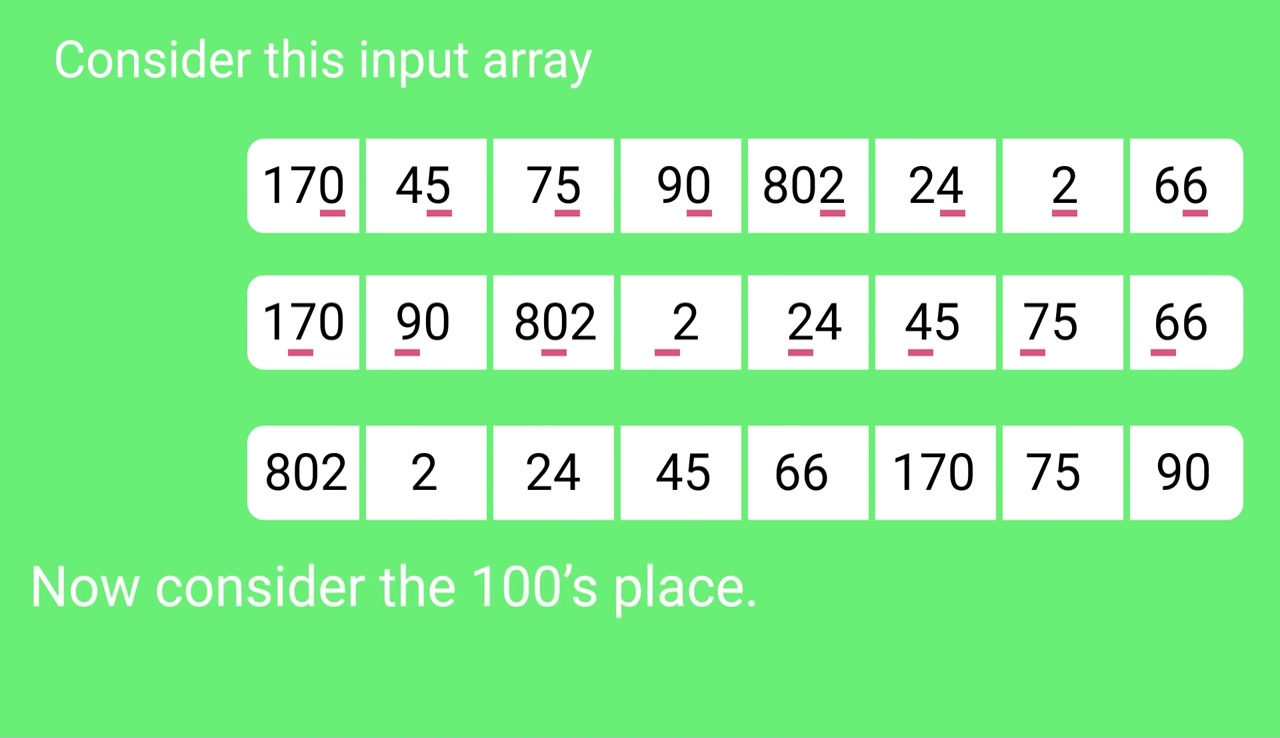 Consider this input array
170 45 75 90 802 24 2 66
170 90 802 2 24 45 75 66
802 2 24 45 66 170 75 90
Now consider the 100’s place.